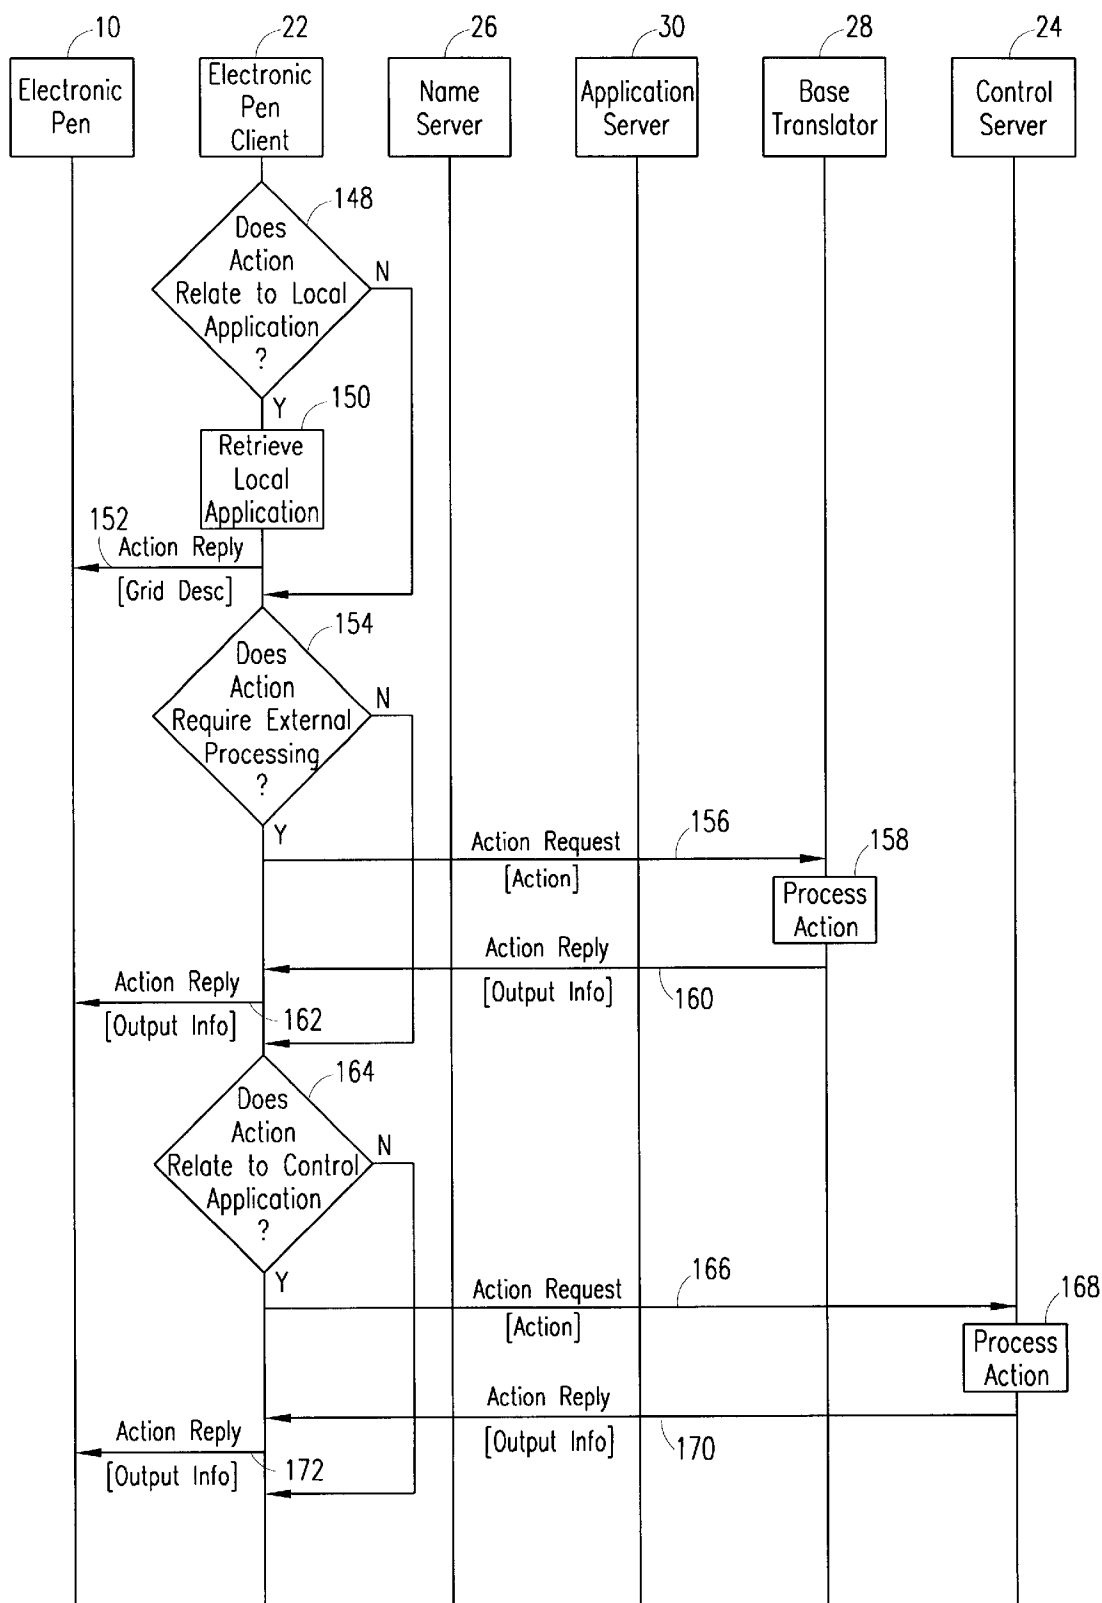 10
22
26
30
28
24
Electronic
Pen
Electronic
Pen
Client
Name
Server
Application
Server
Base
Translator
Control
Server
148
Does
Action
Relate to Local
Application
?
N
Y
150
Retrieve
Local
Application
152
Action Reply
[Grid Desc]
154
Does
Action
Require External
Processing
?
N
Y
Action Request
156
[Action]
158
Process
Action
Action Reply
[Output Info]
160
Action Reply
[Output Info]
162
164
Does
Action
Relate to Control
Application
?
N
Y
Action Request
166
[Action]
168
Process
Action
Action Reply
[Output Info]
170
Action Reply
[Output Info]
172